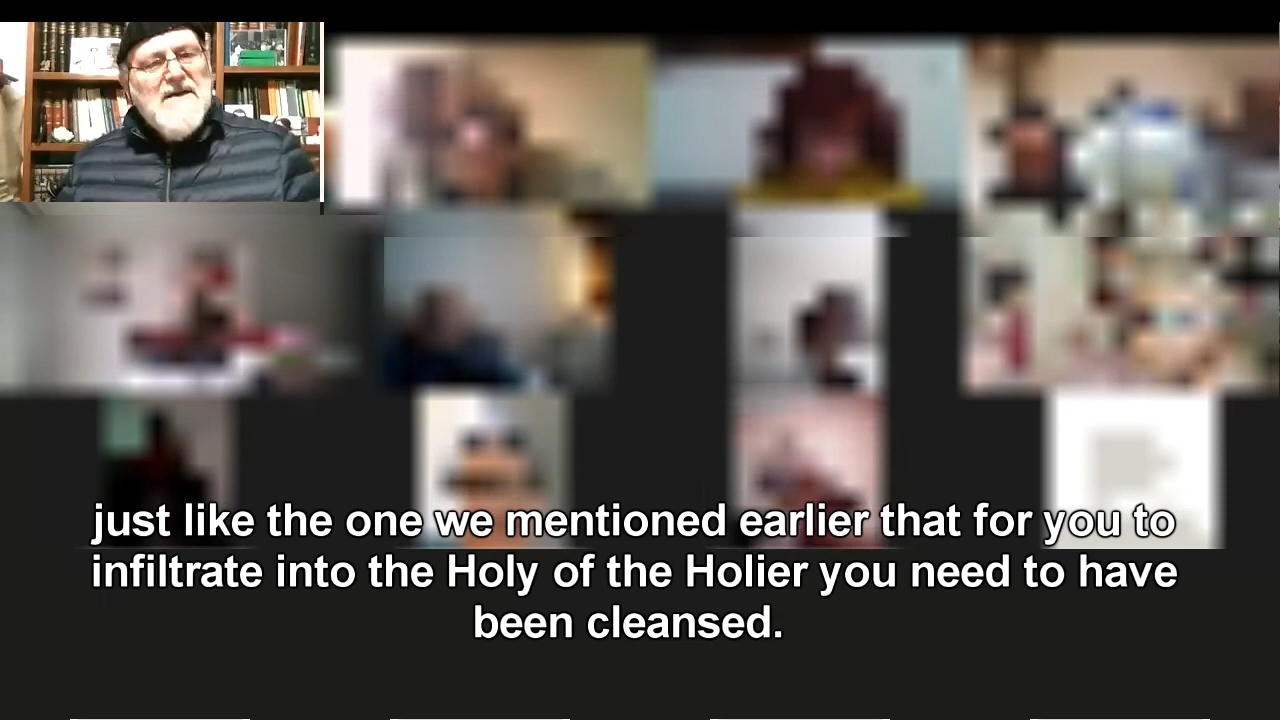 just like the one we mentioned earlier that for you to
infiltrate into the Holy of the Holier you need to have
been cleansed.